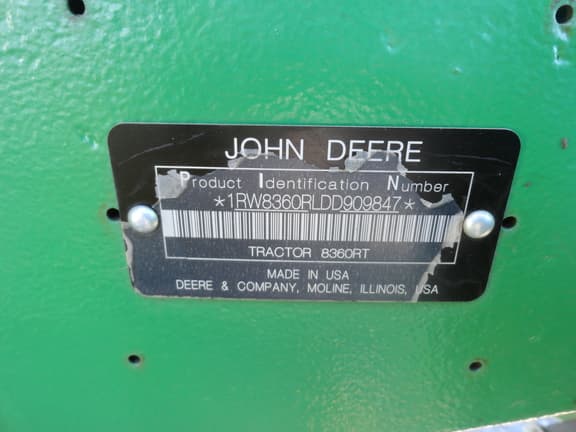 JOHN DEERE
Product Identification Number
*1RW8360RLDD909847*
TRACTOR 8360RT
MADE IN USA
DEERE & COMPANY, MOLINE, ILLINOIS, USA